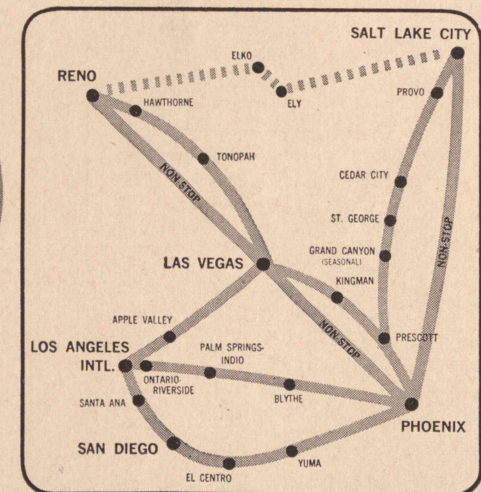 SALT LAKE CITY
ELKO
RENO
ELY
PROVO
HAWTHORNE
TONOPAH
NON-STOP
CEDAR CITY
ST. GEORGE
NON-STOP
GRAND CANYON
(SEASONAL)
LAS VEGAS
KINGMAN
APPLE VALLEY
NON-STOP
PRESCOTT
LOS ANGELES
INTL.
PALM SPRINGS-
INDIO
ONTARIO-
RIVERSIDE
BLYTHE
SANTA ANA
PHOENIX
SAN DIEGO
YUMA
EL CENTRO